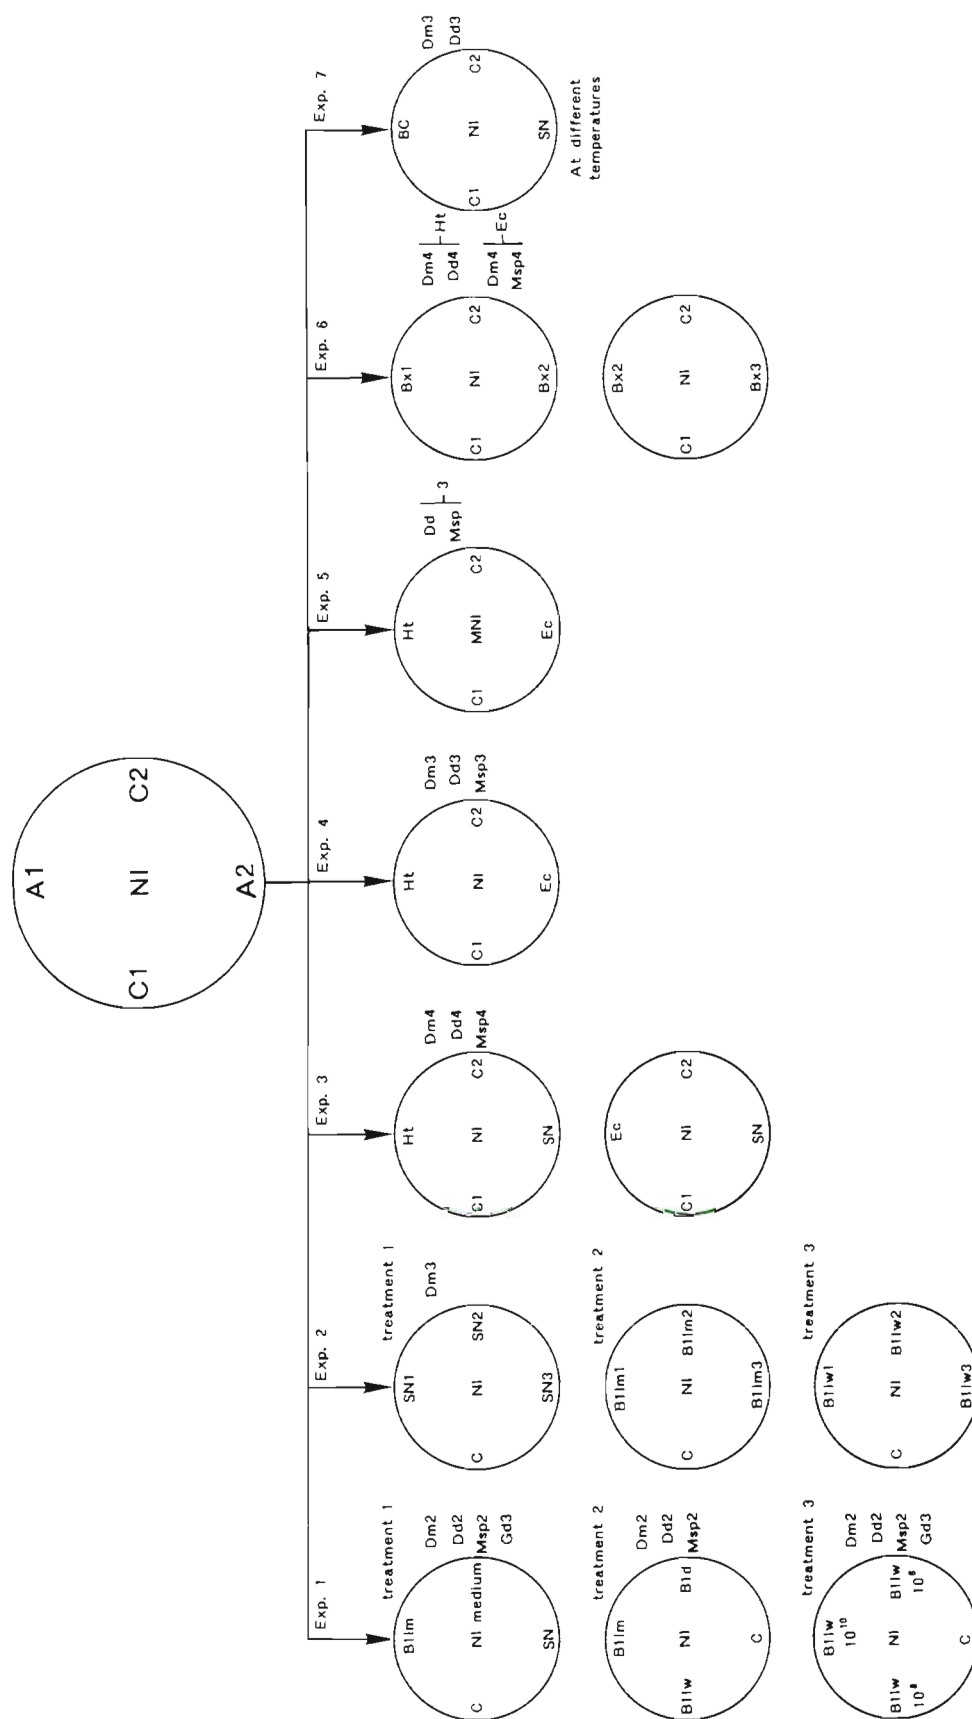 A1
C1 NI C2
A2
Exp. 1
treatment 1
B1lm
C NI medium
SN
Dm2
Dd2
Msp2
Gd3
treatment 2
B1lm
B1lw NI B1d
C
Dm2
Dd2
Msp2
treatment 3
B1lw
10¹⁰
B1lw NI B1lw
10⁸ 10⁶
C
Dm2
Dd2
Msp2
Gd3
Exp. 2
treatment 1
SN1
C NI SN2
SN3
Dm3
treatment 2
B1lm1
C NI B1lm2
B1lm3
treatment 3
B1lw1
C NI B1lw2
B1lw3
Exp. 3
Ht
C1 NI C2
SN
Dm4
Dd4
Msp4
Ec
C1 NI C2
SN
Exp. 4
Ht
C1 NI C2
Ec
Dm3
Dd3
Msp3
Exp. 5
Ht
C1 MNI C2
Ec
Dd
Msp
3
Exp. 6
Bx1
C1 NI C2
Bx2
Dm4
Dd4
Ht
Dm4
Msp4
Ec
Bx2
C1 NI C2
Bx3
Exp. 7
BC
C1 NI C2
SN
Dm3
Dd3
At different
temperatures